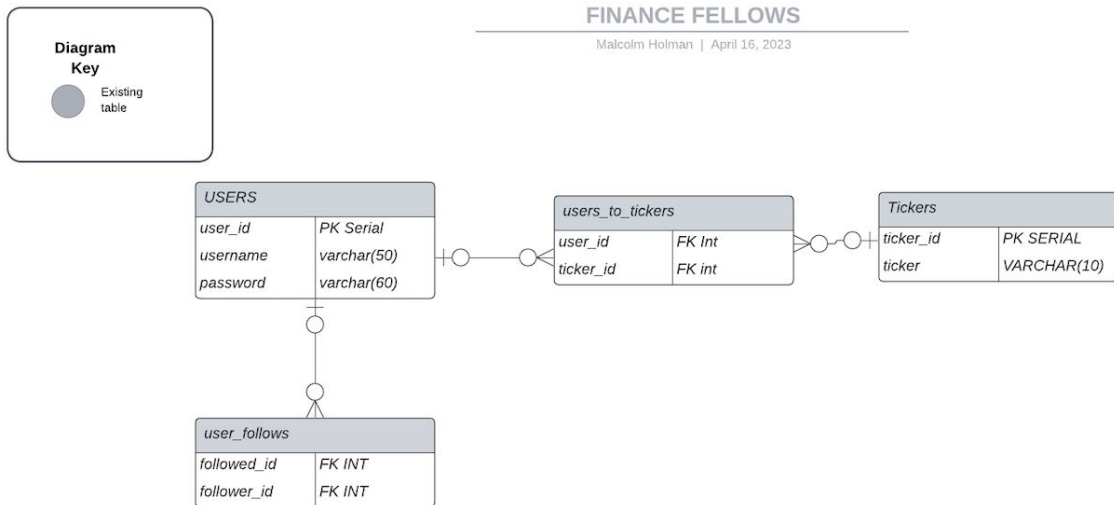 FINANCE FELLOWS
Malcolm Holman | April 16, 2023
Diagram
Key
Existing
table
USERS
user_id PK Serial
username varchar(50)
password varchar(60)
users_to_tickers
user_id FK Int
ticker_id FK int
Tickers
ticker_id PK SERIAL
ticker VARCHAR(10)
user_follows
followed_id FK INT
follower_id FK INT